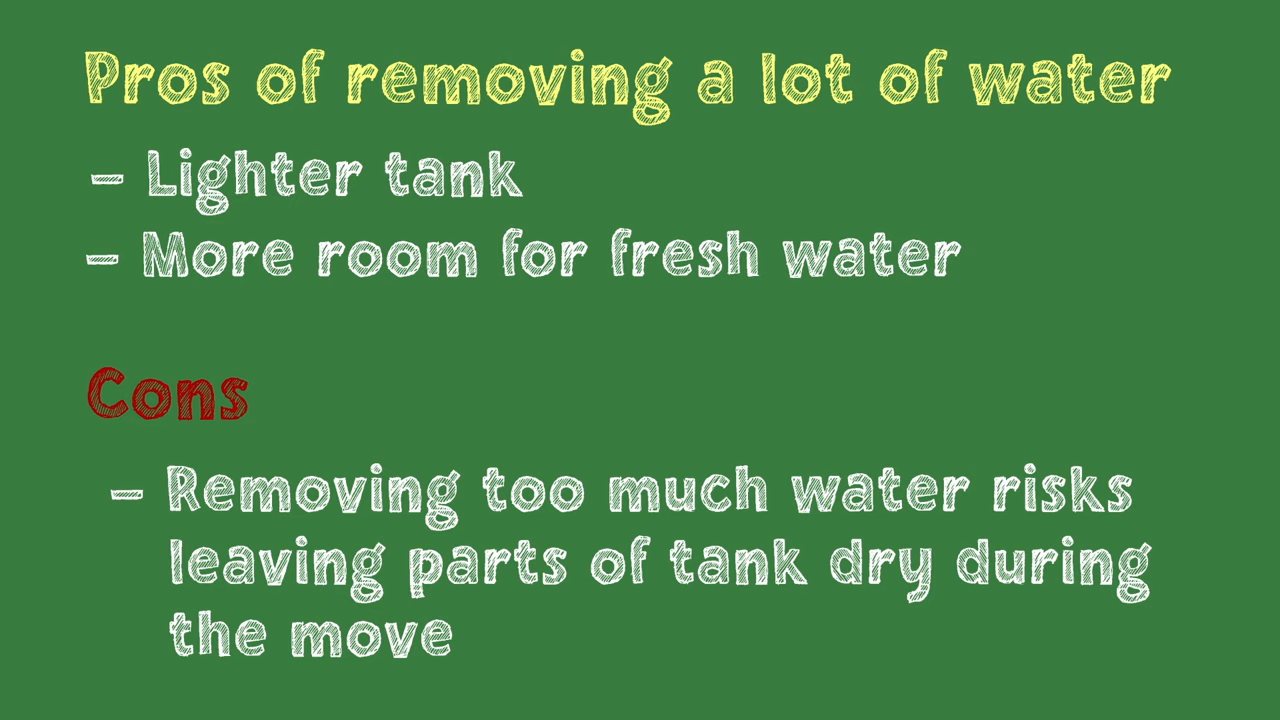 Pros of removing a lot of water
- Lighter tank
- More room for fresh water
Cons
- Removing too much water risks
leaving parts of tank dry during
the move